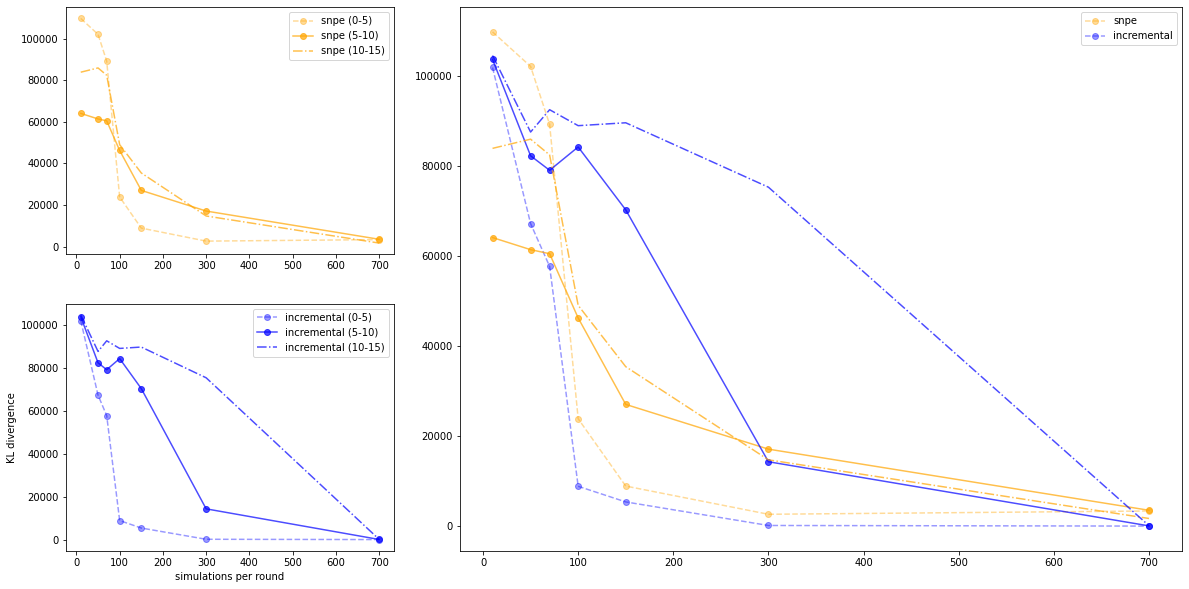 snpe (0-5)
snpe (5-10)
snpe (10-15)
100000
80000
60000
40000
20000
0
0 100 200 300 400 500 600 700
incremental (0-5)
incremental (5-10)
incremental (10-15)
100000
80000
60000
40000
20000
0
KL divergence
0 100 200 300 400 500 600 700
simulations per round
snpe
incremental
100000
80000
60000
40000
20000
0
0 100 200 300 400 500 600 700